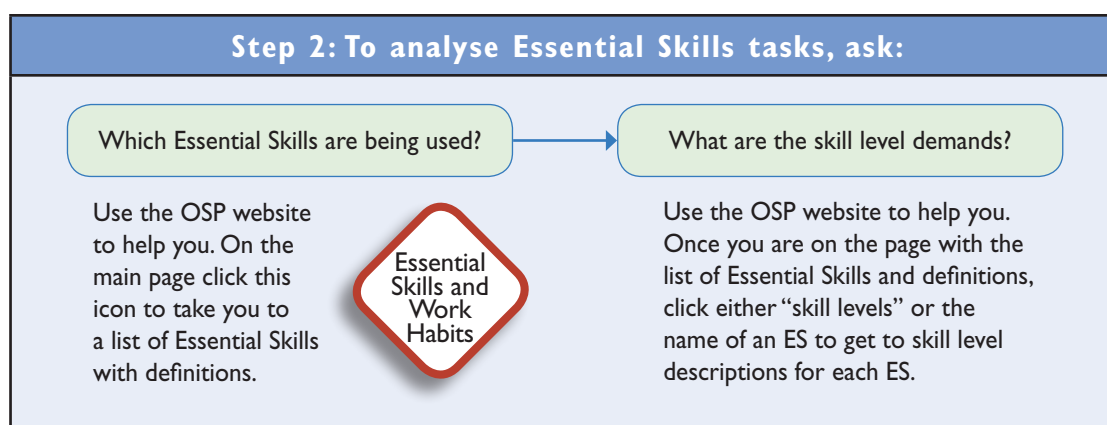 Step 2: To analyse Essential Skills tasks, ask:
Which Essential Skills are being used?
What are the skill level demands?
Use the OSP website
to help you. On the
main page click this
icon to take you to
a list of Essential Skills
with definitions.
Essential
Skills and
Work
Habits
Use the OSP website to help you.
Once you are on the page with the
list of Essential Skills and definitions,
click either “skill levels” or the
name of an ES to get to skill level
descriptions for each ES.